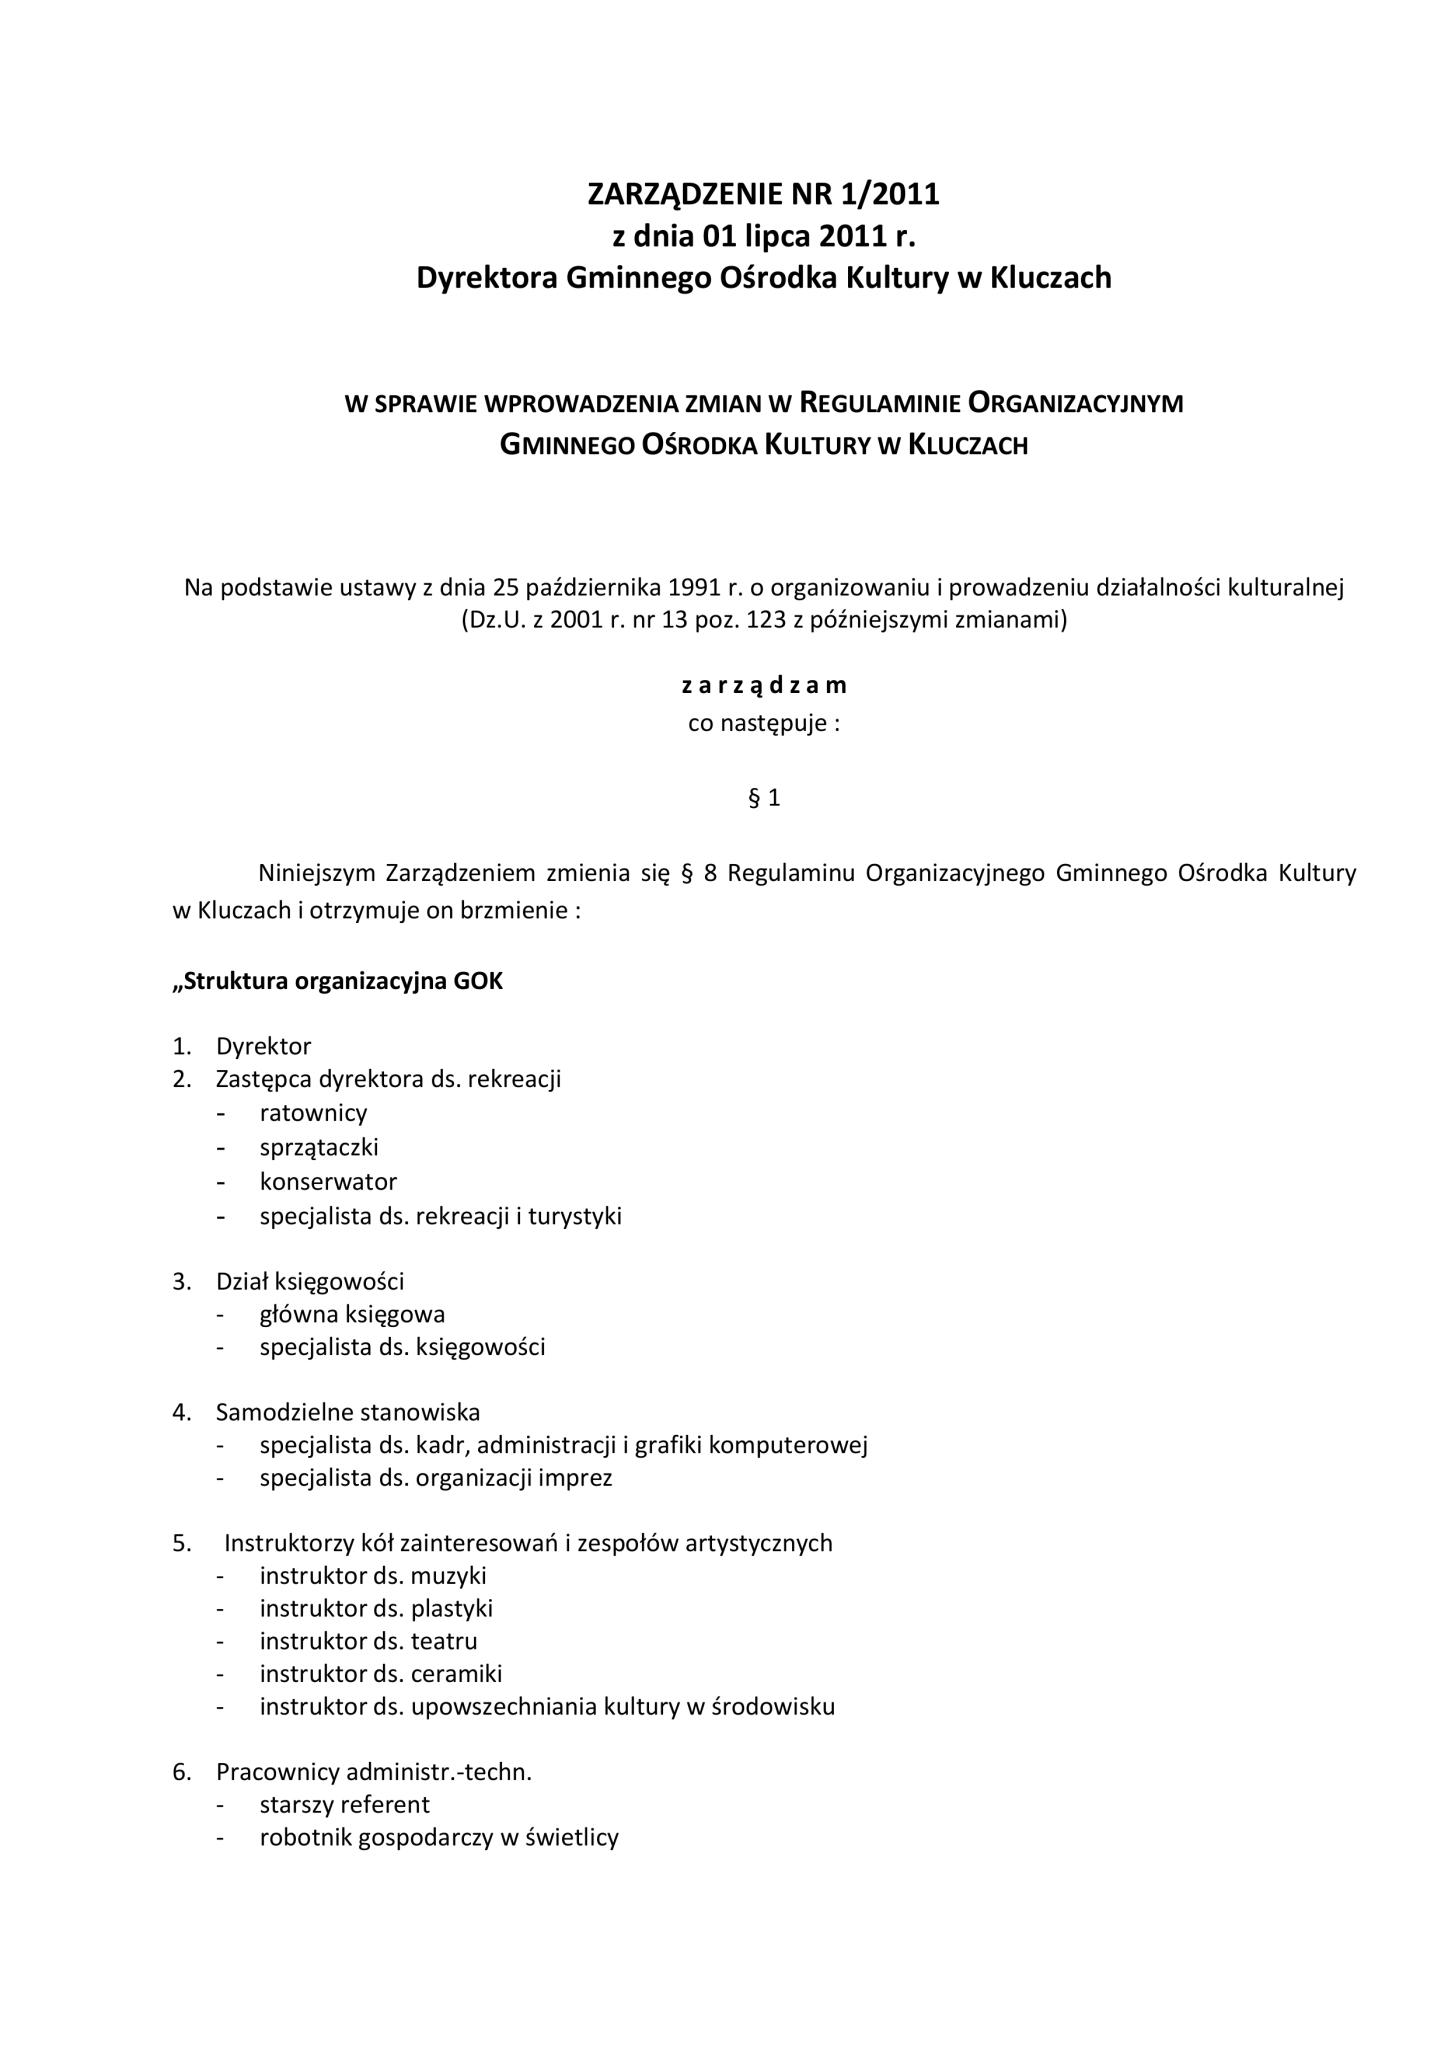 ZARZĄDZENIE NR 1/2011
z dnia 01 lipca 2011 r.
Dyrektora Gminnego Ośrodka Kultury w Kluczach
W SPRAWIE WPROWADZENIA ZMIAN W REGULAMINIE ORGANIZACYJNYM
GMINNEGO OŚRODKA KULTURY W KLUCZACH
Na podstawie ustawy z dnia 25 października 1991 r. o organizowaniu i prowadzeniu działalności kulturalnej
(Dz.U. z 2001 r. nr 13 poz. 123 z późniejszymi zmianami)
z a r z ą d z a m
co następuje :
§ 1
Niniejszym Zarządzeniem zmienia się § 8 Regulaminu Organizacyjnego Gminnego Ośrodka Kultury
w Kluczach i otrzymuje on brzmienie :
„Struktura organizacyjna GOK
1. Dyrektor
2. Zastępca dyrektora ds. rekreacji
- ratownicy
- sprzątaczki
- konserwator
- specjalista ds. rekreacji i turystyki
3. Dział księgowości
- główna księgowa
- specjalista ds. księgowości
4. Samodzielne stanowiska
- specjalista ds. kadr, administracji i grafiki komputerowej
- specjalista ds. organizacji imprez
5. Instruktorzy kół zainteresowań i zespołów artystycznych
- instruktor ds. muzyki
- instruktor ds. plastyki
- instruktor ds. teatru
- instruktor ds. ceramiki
- instruktor ds. upowszechniania kultury w środowisku
6. Pracownicy administr.-techn.
- starszy referent
- robotnik gospodarczy w świetlicy